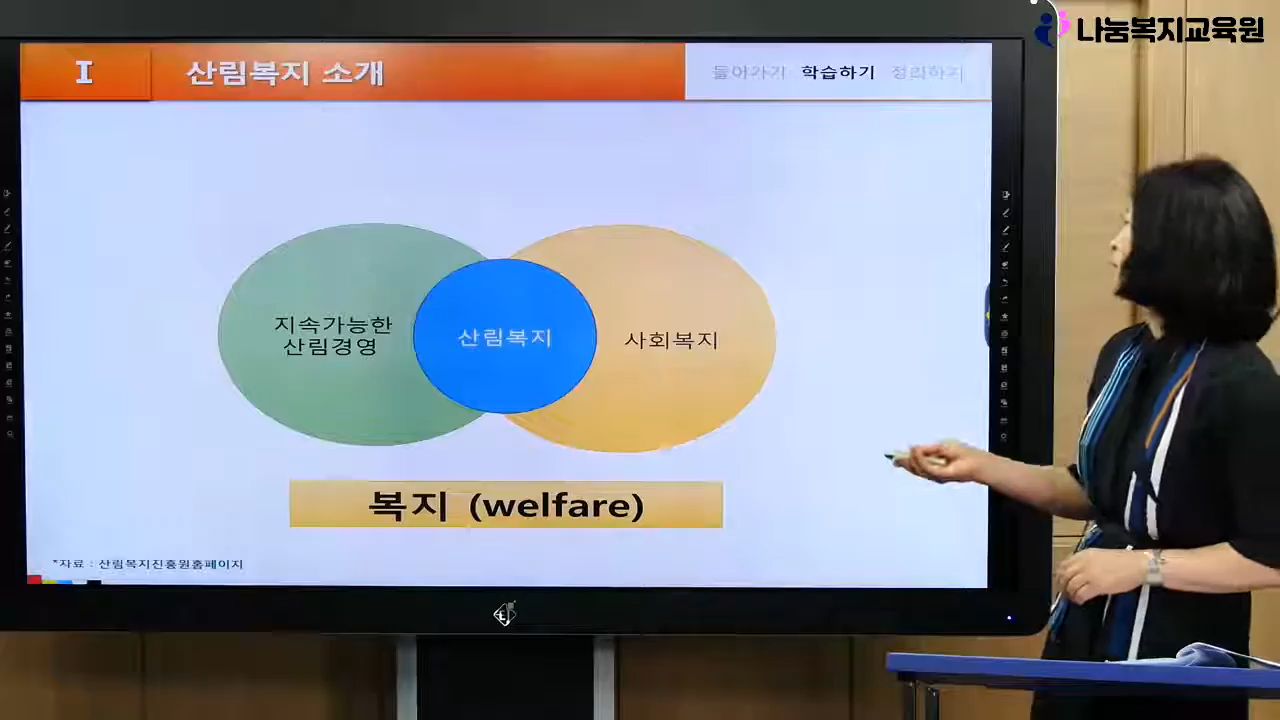 나눔복지교육원
I
산림복지 소개
들어가기 학습하기 정리하기
지속가능한
산림경영
산림복지
사회복지
복지 (welfare)
*자료 : 산림복지진흥원홈페이지